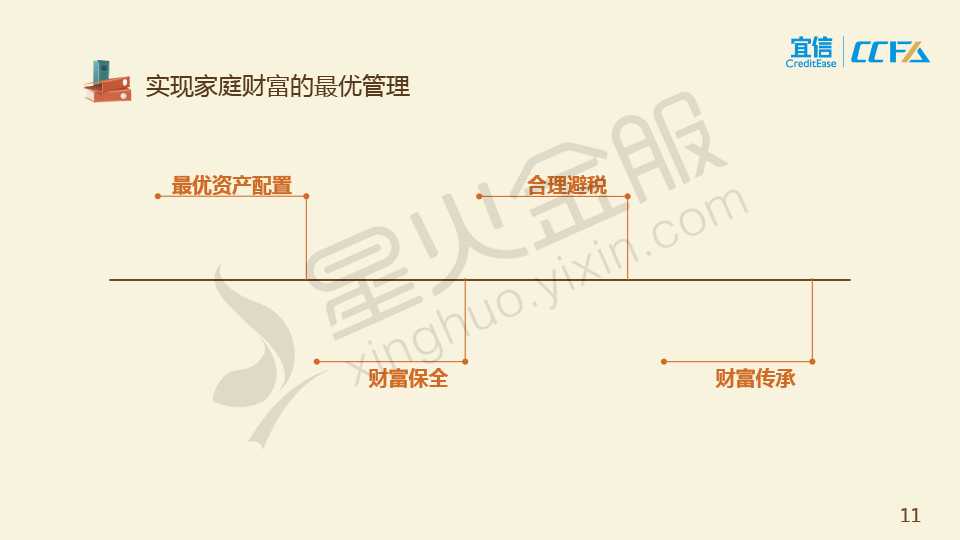 宜信
CreditEase
CCFA
实现家庭财富的最优管理
最优资产配置
合理避税
星火金服
xinghuo.yixin.com
财富保全
财富传承
11